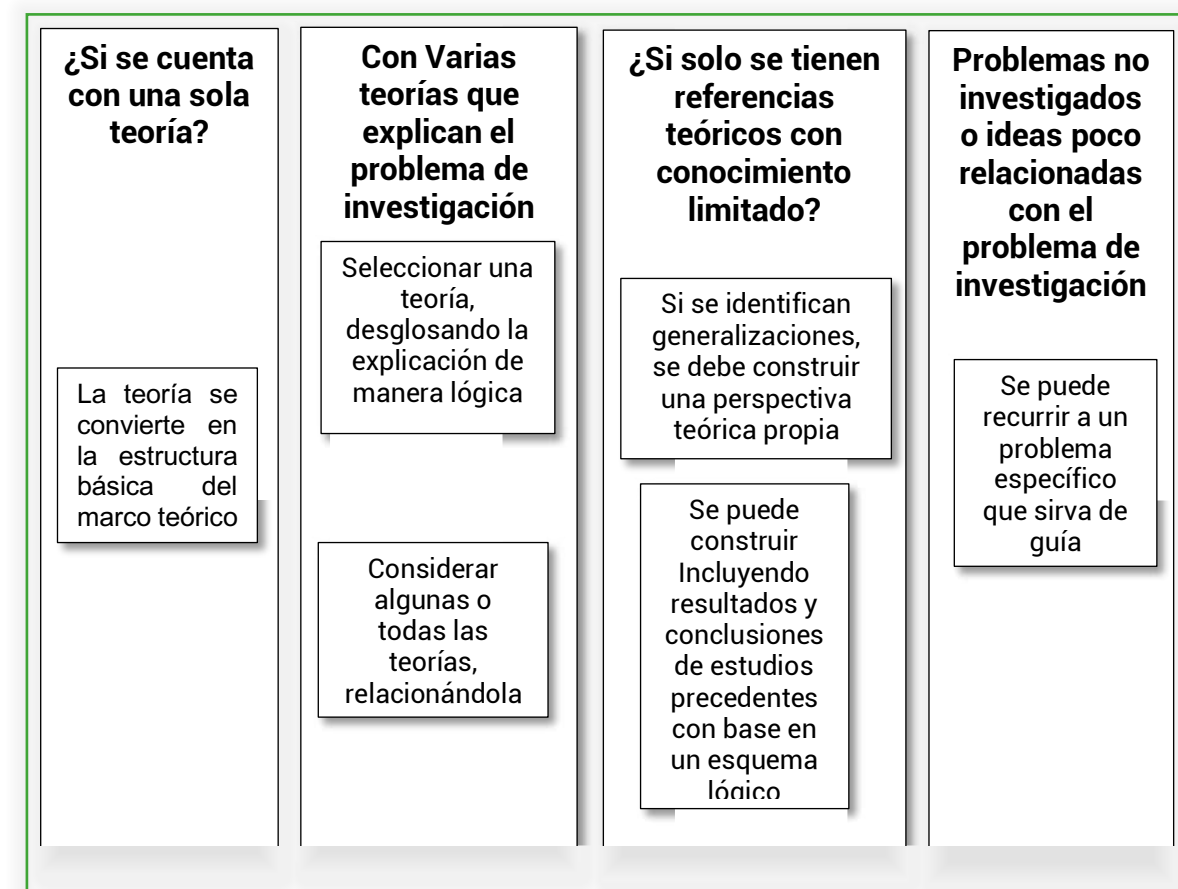 ¿Si se cuenta
con una sola
teoría?
La teoría se
convierte en
la estructura
básica del
marco teórico
Con Varias
teorías que
explican el
problema de
investigación
Seleccionar una
teoría,
desglosando la
explicación de
manera lógica
Considerar
algunas o
todas las
teorías,
relacionándola
¿Si solo se tienen
referencias
teóricos con
conocimiento
limitado?
Si se identifican
generalizaciones,
se debe construir
una perspectiva
teórica propia
Se puede
construir
Incluyendo
resultados y
conclusiones
de estudios
precedentes
con base en
un esquema
lógico
Problemas no
investigados
o ideas poco
relacionadas
con el
problema de
investigación
Se puede
recurrir a un
problema
específico
que sirva de
guía